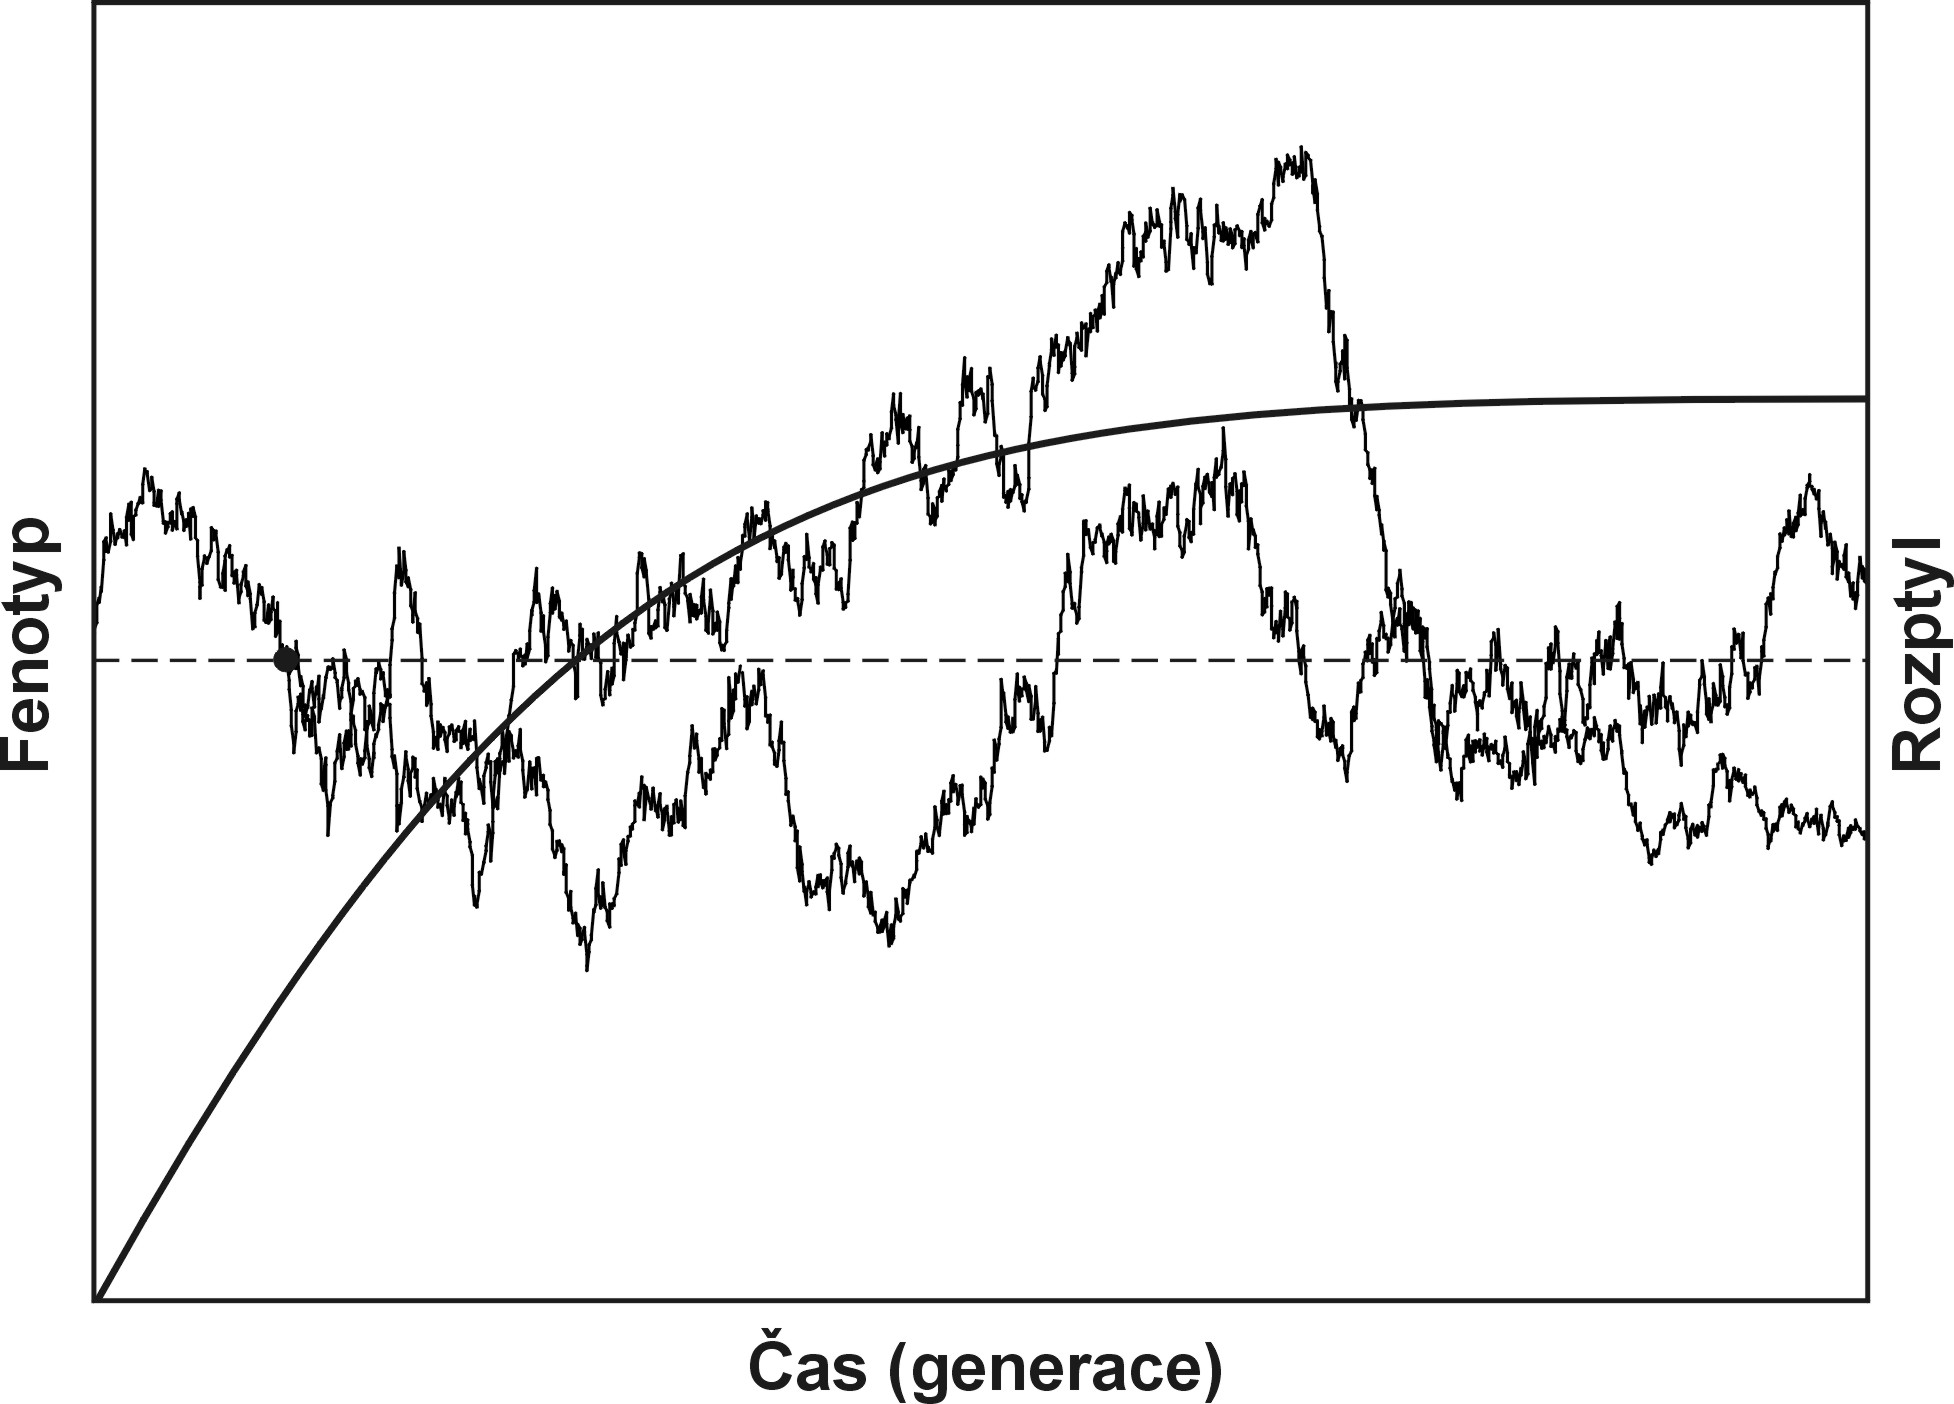 Fenotyp
Rozptyl
Čas (generace)